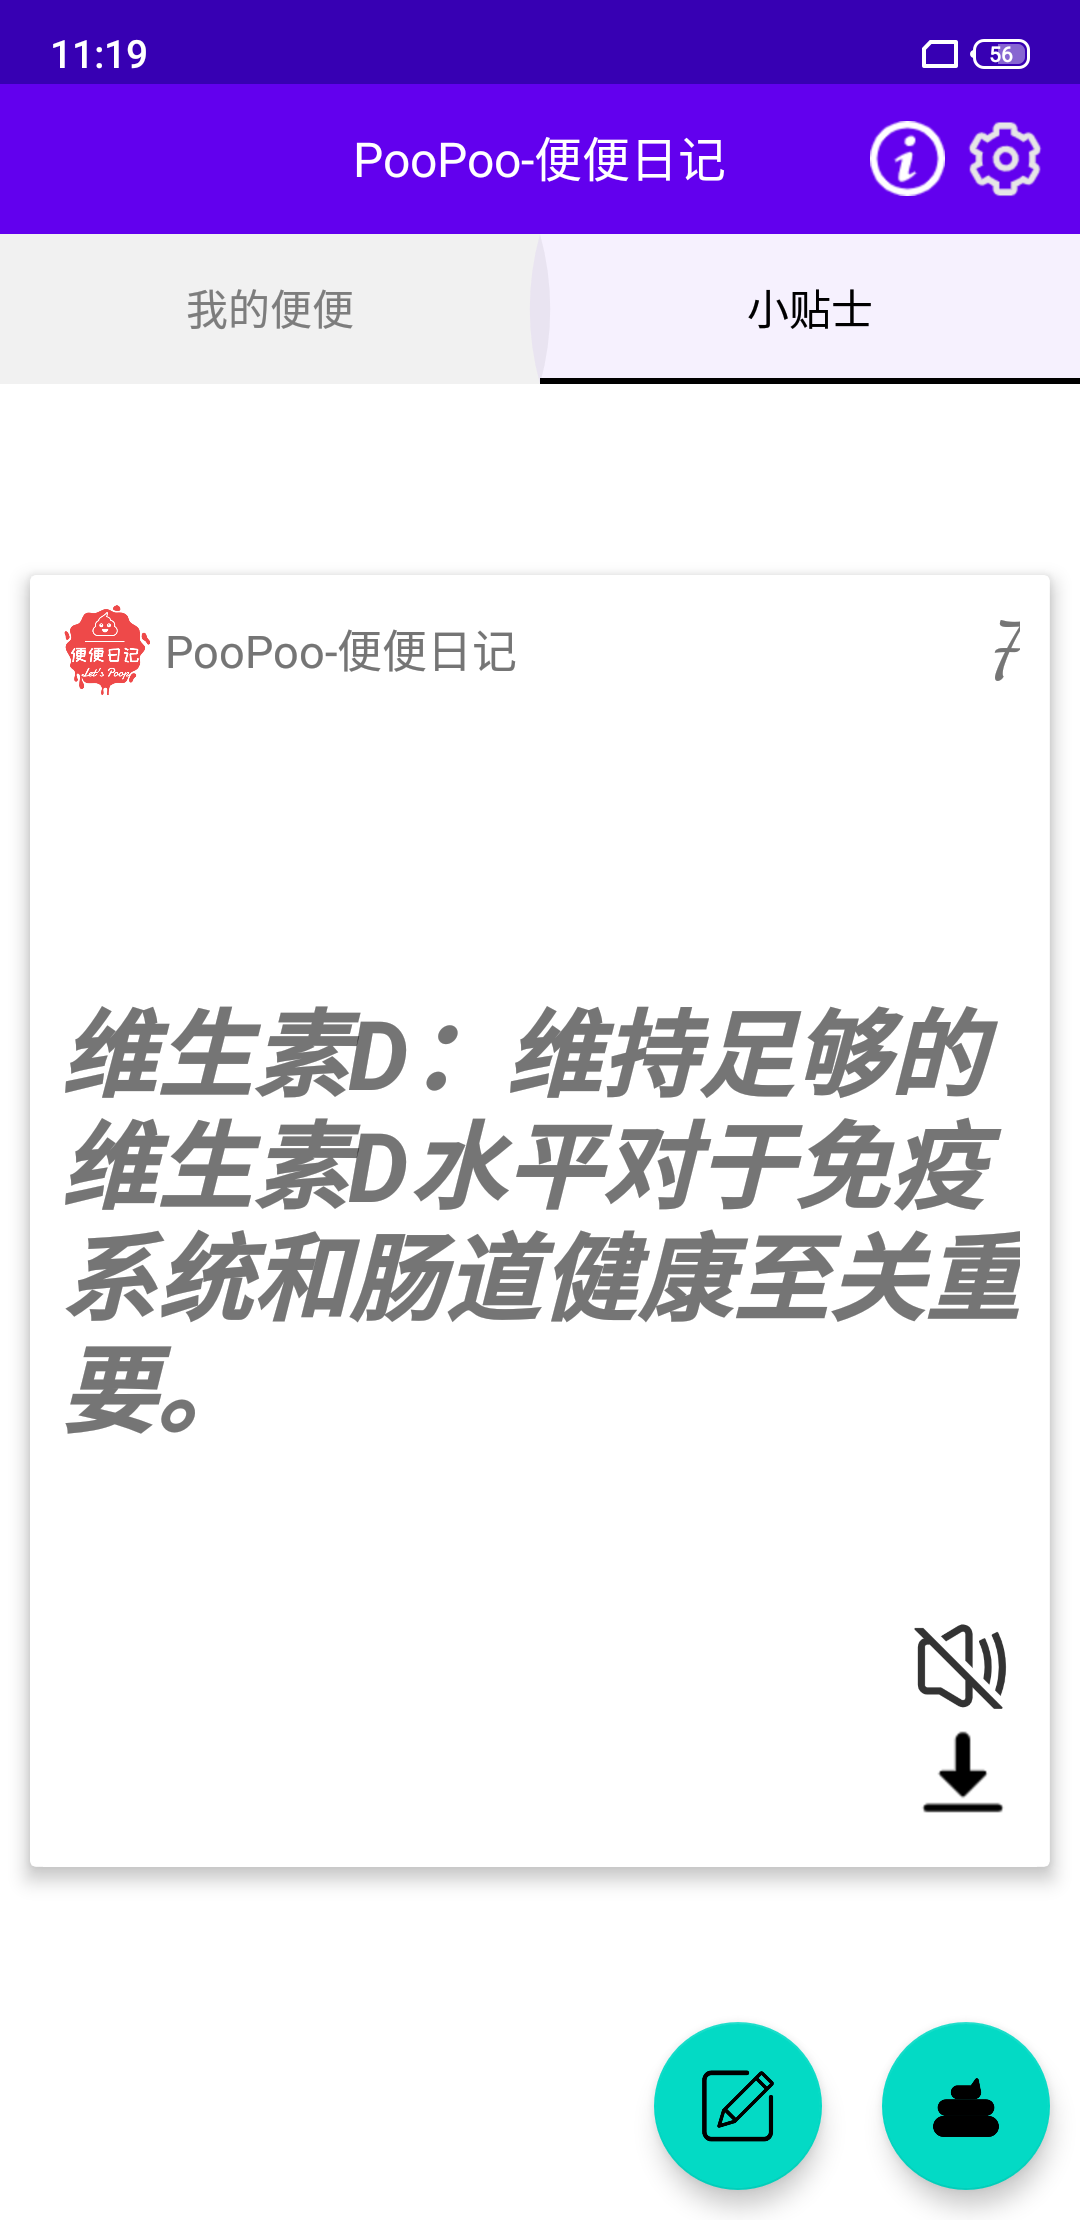 11:19
56
PooPoo-便便日记
我的便便
小贴士
便便日记
Let's Poop
PooPoo-便便日记
7
维生素D：维持足够的
维生素D水平对于免疫
系统和肠道健康至关重
要。